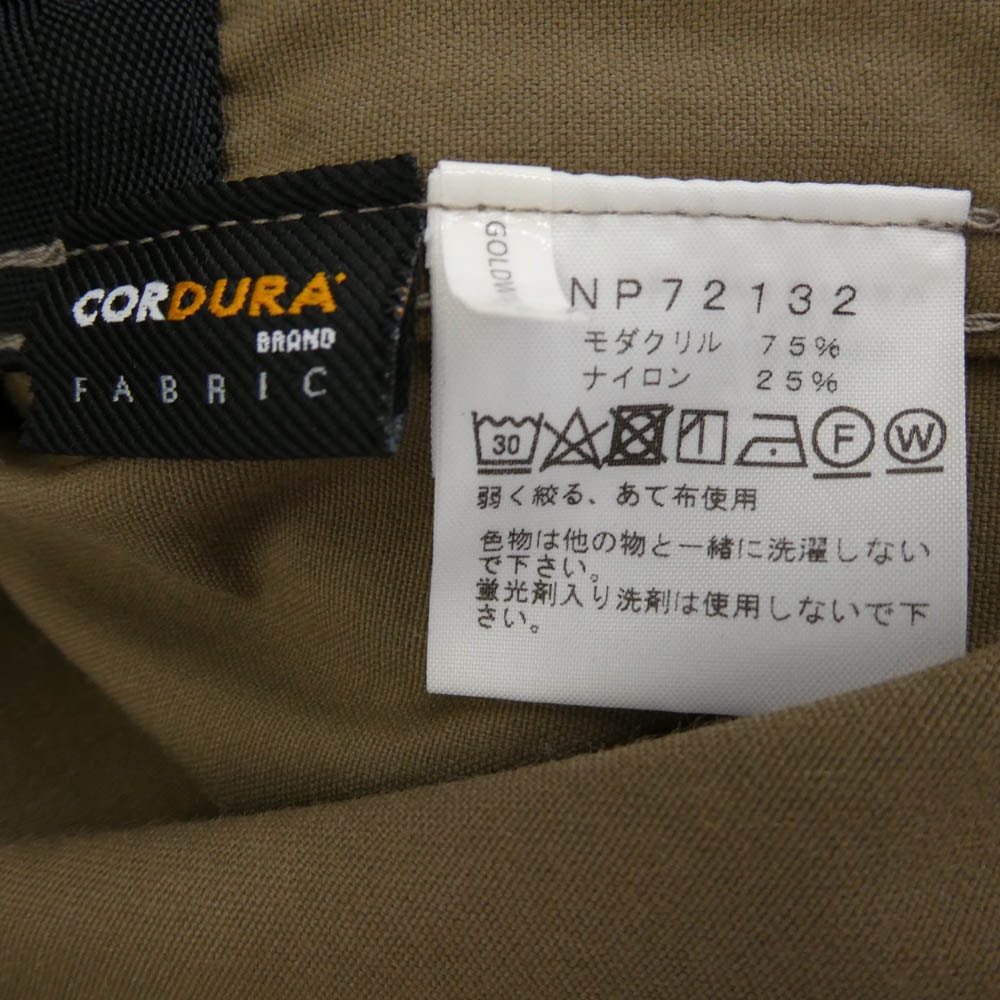 CORDURA
BRAND
FABRIC
NP72132
モダクリル 75%
ナイロン 25%
30
F
W
弱く絞る、あて布使用
色物は他の物と一緒に洗濯しない
で下さい。
蛍光剤入り洗剤は使用しないで下
さい。